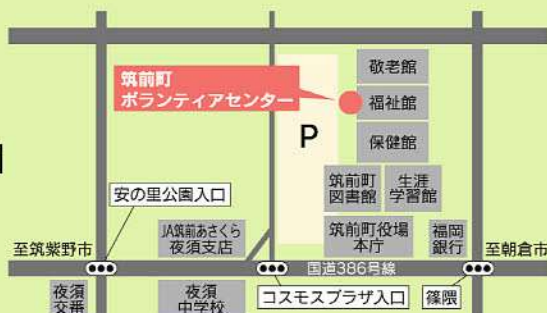 敬老館
筑前町
ボランティアセンター
福祉館
P
保健館
筑前町
図書館
生涯
学習館
安の里公園入口
JA筑前あさくら
夜須支店
筑前町役場
本庁
福岡
銀行
至筑紫野市
至朝倉市
国道386号線
夜須
交番
夜須
中学校
コスモスプラザ入口
篠隈